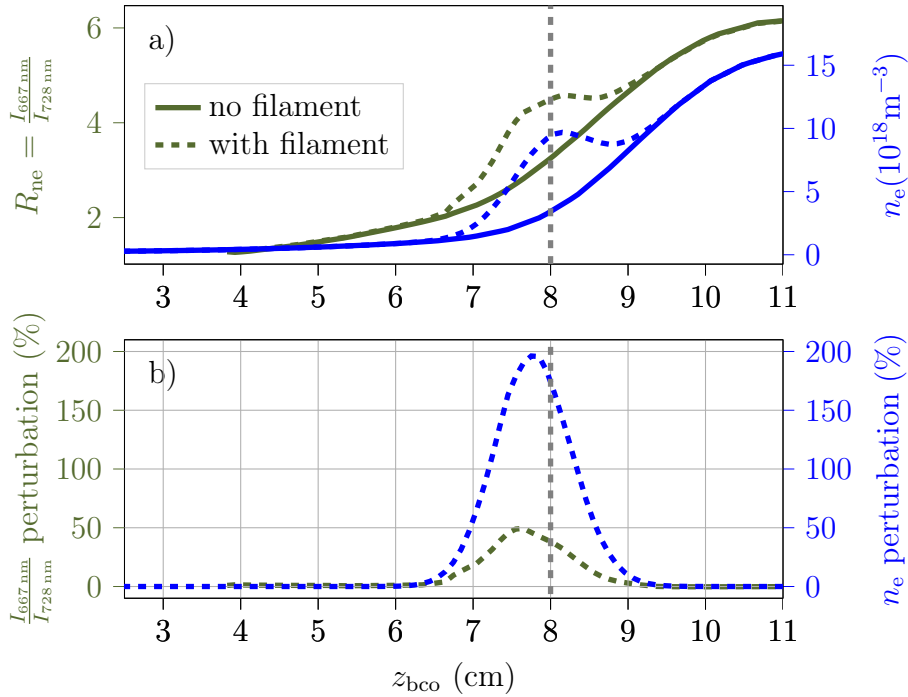 a)
no filament
with filament
6
4
2
R_ne = I_667 nm / I_728 nm
15
10
5
0
n_e(10^18 m^−3)
3 4 5 6 7 8 9 10 11
b)
200
150
100
50
0
I_667 nm / I_728 nm perturbation (%)
200
150
100
50
0
n_e perturbation (%)
3 4 5 6 7 8 9 10 11
z_bco (cm)